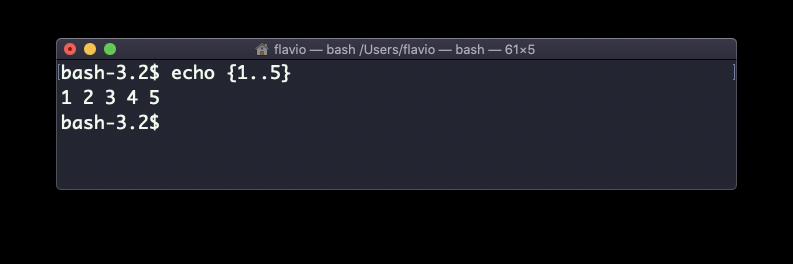 flavio — bash /Users/flavio — bash — 61×5
bash-3.2$ echo {1..5}
1 2 3 4 5
bash-3.2$